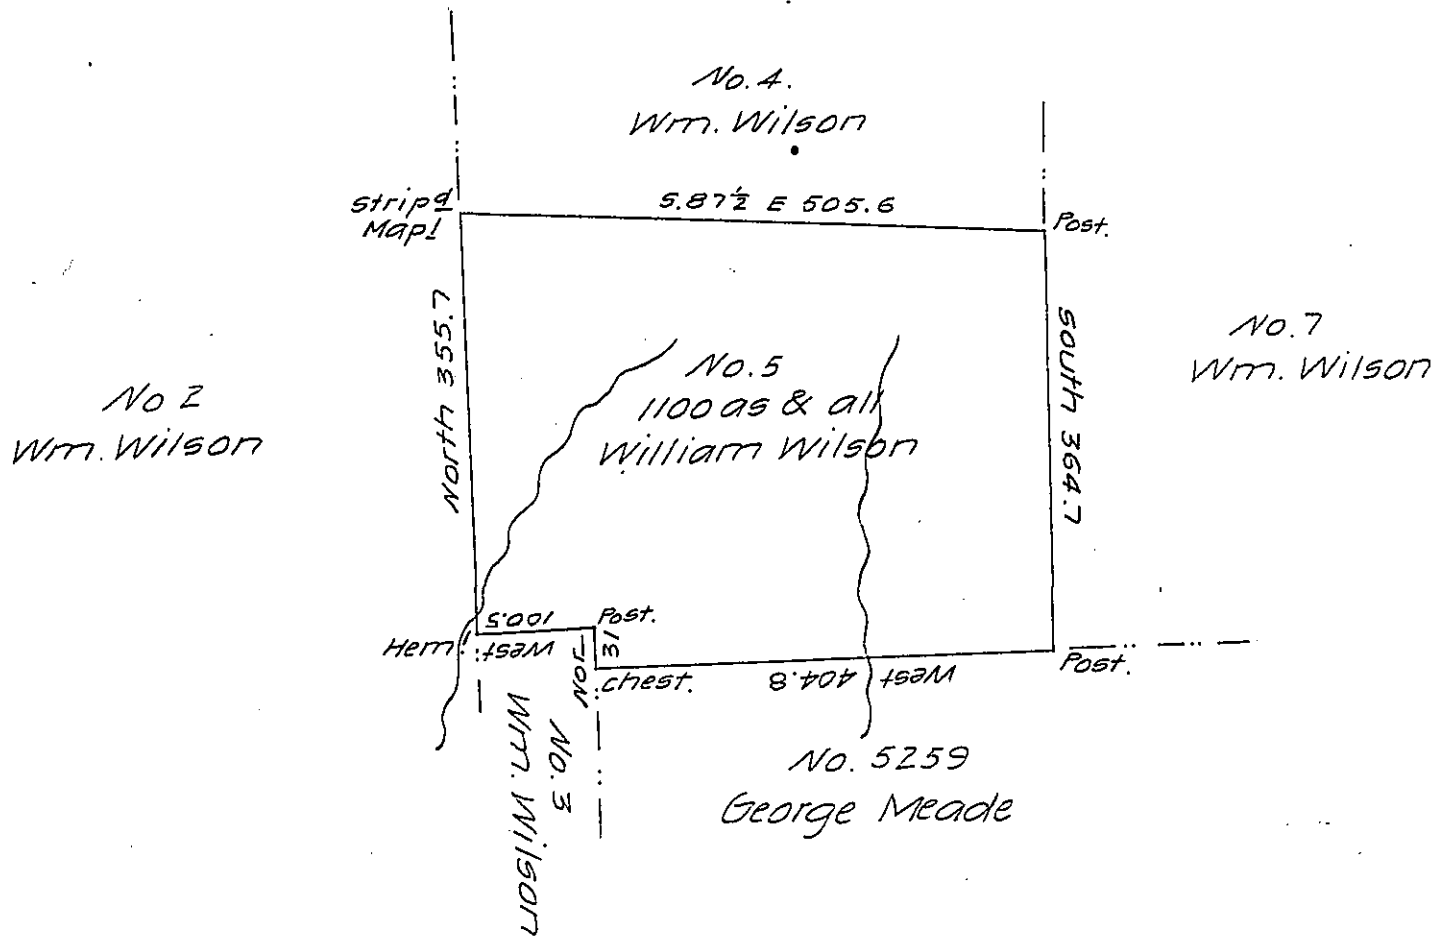 No. 4.
Wm. Wilson
Strip'd
Mapl
S. 87½ E 505.6
Post.
North 355.7
South 364.7
No. 7
Wm. Wilson
No 2
Wm. Wilson
No. 5
1100 as & all
William Wilson
Hem.
West 100.5
Post.
Nor 31
chest.
West 404.8
Post.
No. 3
Wm. Wilson
No. 5259
George Meade